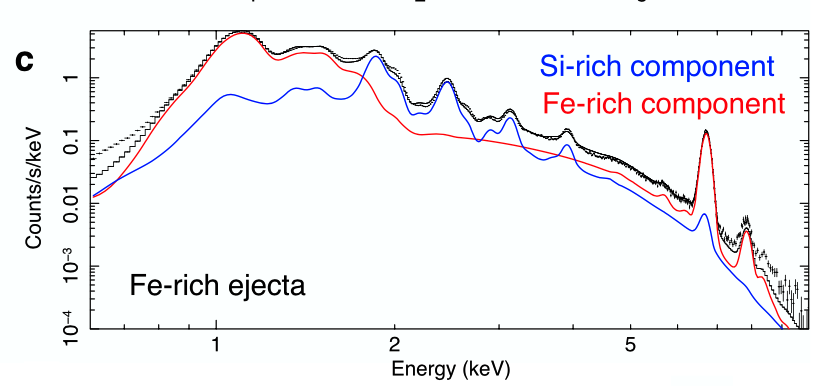 c
Si-rich component
Fe-rich component
Fe-rich ejecta
Counts/s/keV
1
0.1
0.01
10⁻³
10⁻⁴
1
2
5
Energy (keV)